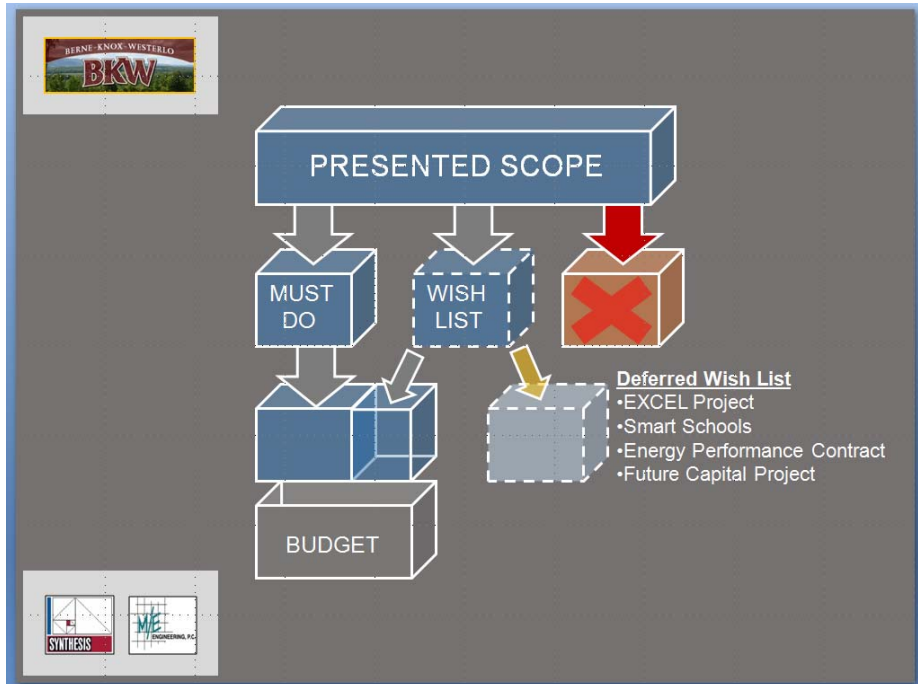 BERNE-KNOX-WESTERLO
BKW
PRESENTED SCOPE
MUST
DO
WISH
LIST
Deferred Wish List
•EXCEL Project
•Smart Schools
•Energy Performance Contract
•Future Capital Project
BUDGET
SYNTHESIS
M/E
ENGINEERING, P.C.